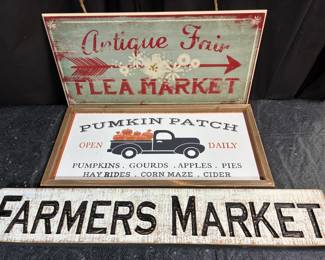 Antique Fair
FLEA MARKET
PUMKIN PATCH
OPEN DAILY
PUMPKINS . GOURDS . APPLES . PIES
HAY RIDES . CORN MAZE . CIDER
FARMERS MARKET